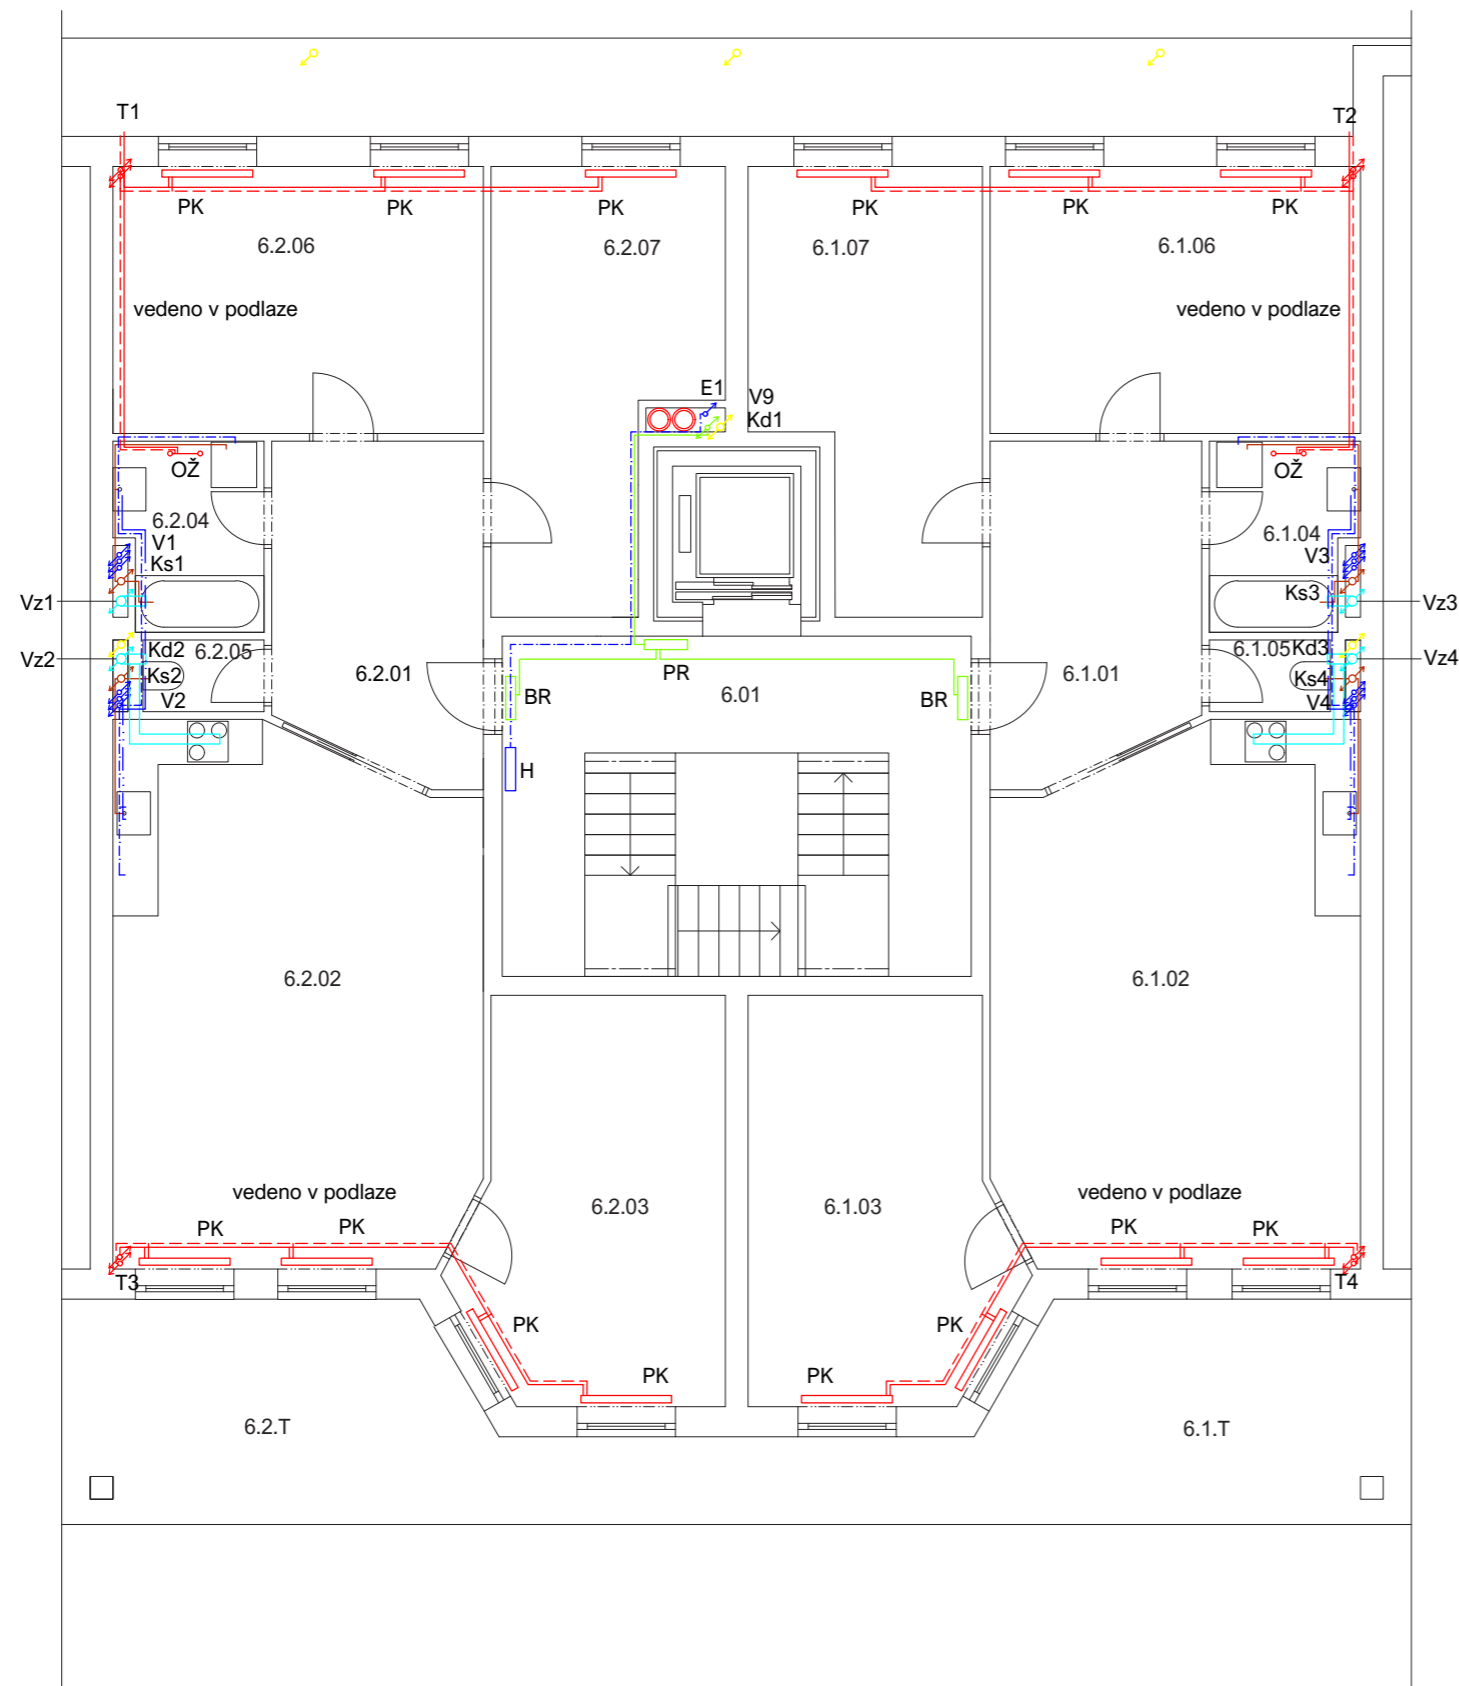 T1
T2
PK
PK
PK
PK
PK
PK
6.2.06
6.2.07
6.1.07
6.1.06
vedeno v podlaze
vedeno v podlaze
E1
V9
Kd1
OŽ
OŽ
6.2.04
6.1.04
V1
V3
Ks1
Ks3
Vz1
Vz3
Kd2
6.2.05
6.1.05
Kd3
Vz2
Vz4
Ks2
6.2.01
PR
6.1.01
Ks4
V2
BR
6.01
BR
V4
H
6.2.02
6.1.02
vedeno v podlaze
vedeno v podlaze
6.2.03
6.1.03
PK
PK
PK
PK
T3
T4
PK
PK
PK
PK
6.2.T
6.1.T